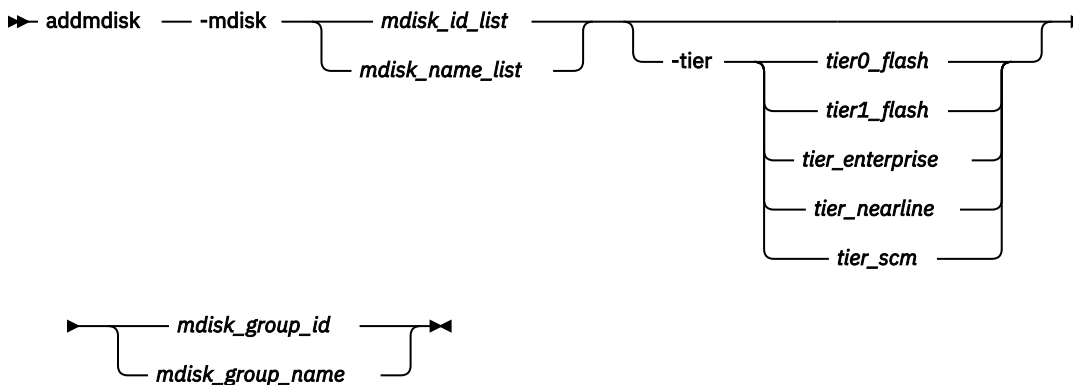 addmdisk -mdisk mdisk_id_list
mdisk_name_list
-tier tier0_flash
tier1_flash
tier_enterprise
tier_nearline
tier_scm
mdisk_group_id
mdisk_group_name